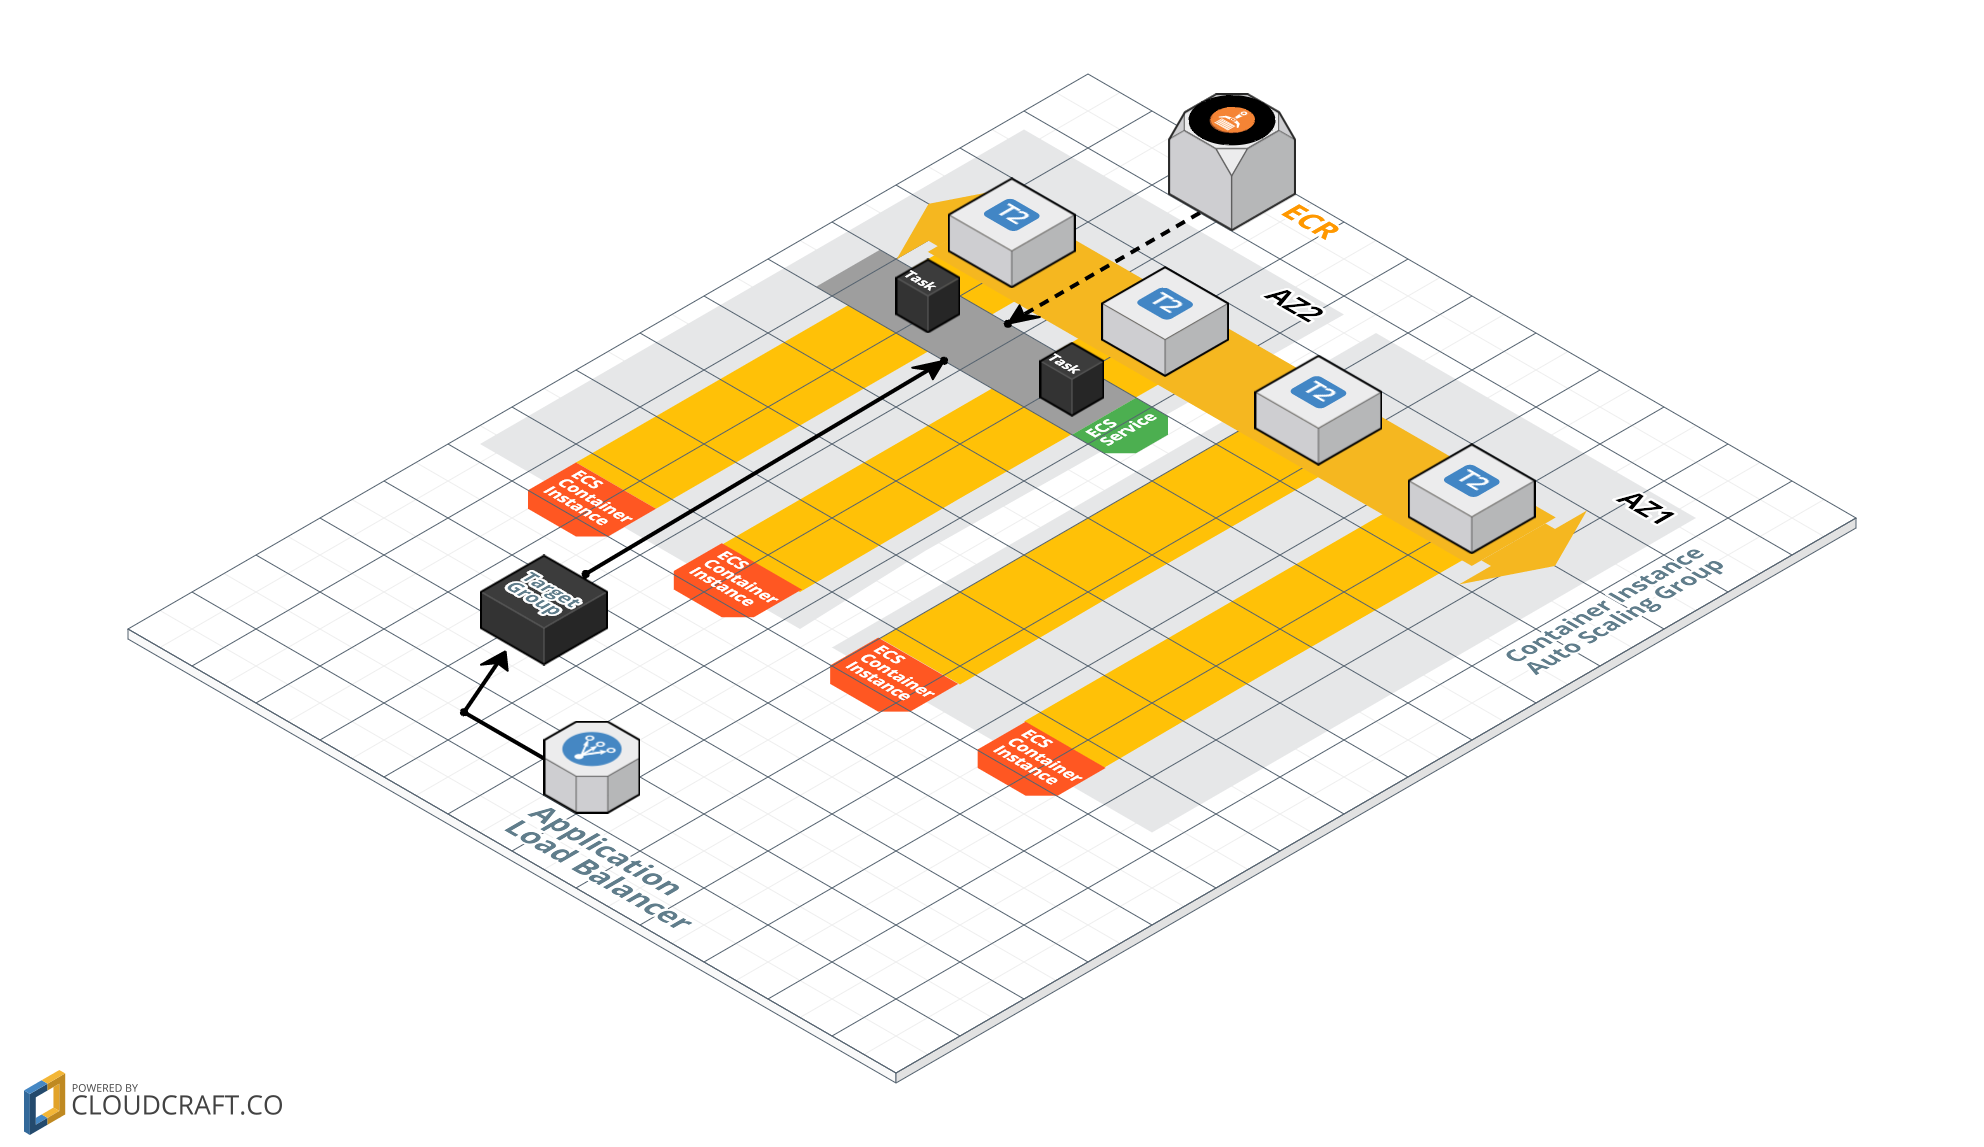 ECR
T2
AZ2
Task
T2
Task
T2
ECS
Service
T2
AZ1
ECS
Container
Instance
ECS
Container
Instance
Target
Group
Container Instance
Auto Scaling Group
ECS
Container
Instance
ECS
Container
Instance
Application
Load Balancer
POWERED BY
CLOUDCRAFT.CO